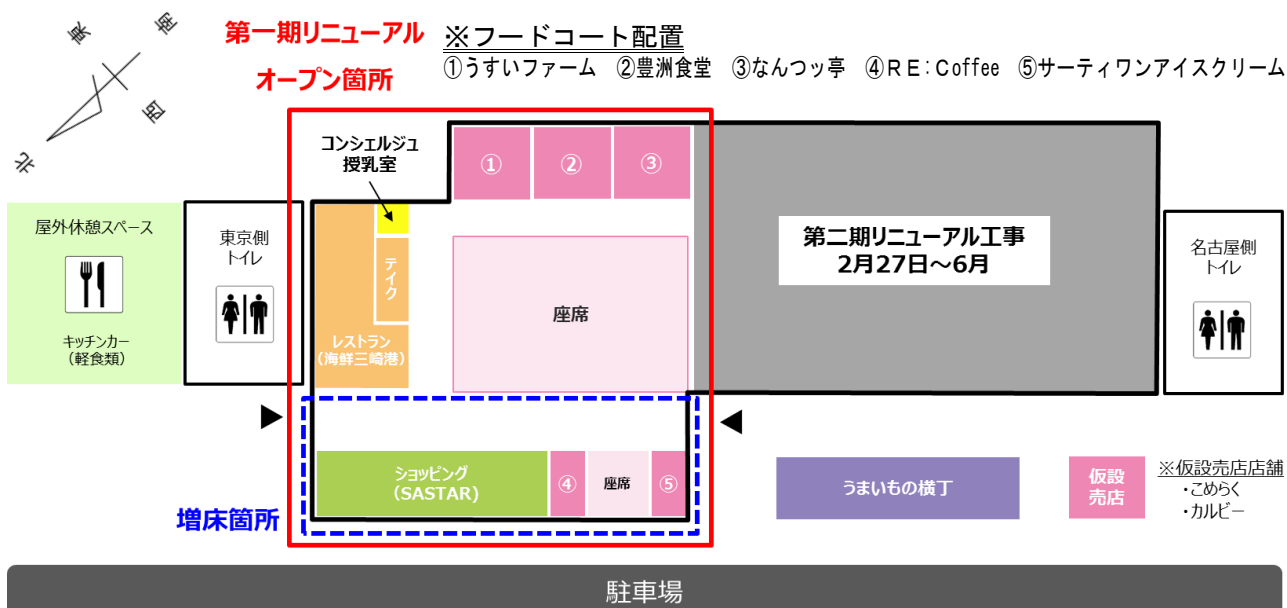 東
南
西
北
第一期リニューアル
オープン箇所
※フードコート配置
①うすいファーム ②豊洲食堂 ③なんつッ亭 ④RE:Coffee ⑤サーティワンアイスクリーム
コンシェルジュ
授乳室
①
②
③
屋外休憩スペース
キッチンカー
（軽食類）
東京側
トイレ
テイク
レストラン
（海鮮三崎港）
座席
第二期リニューアル工事
2月27日～6月
名古屋側
トイレ
ショッピング
（SASTAR）
④
座席
⑤
増床箇所
うまいもの横丁
仮設
売店
※仮設売店店舗
・こめらく
・カルビー
駐車場